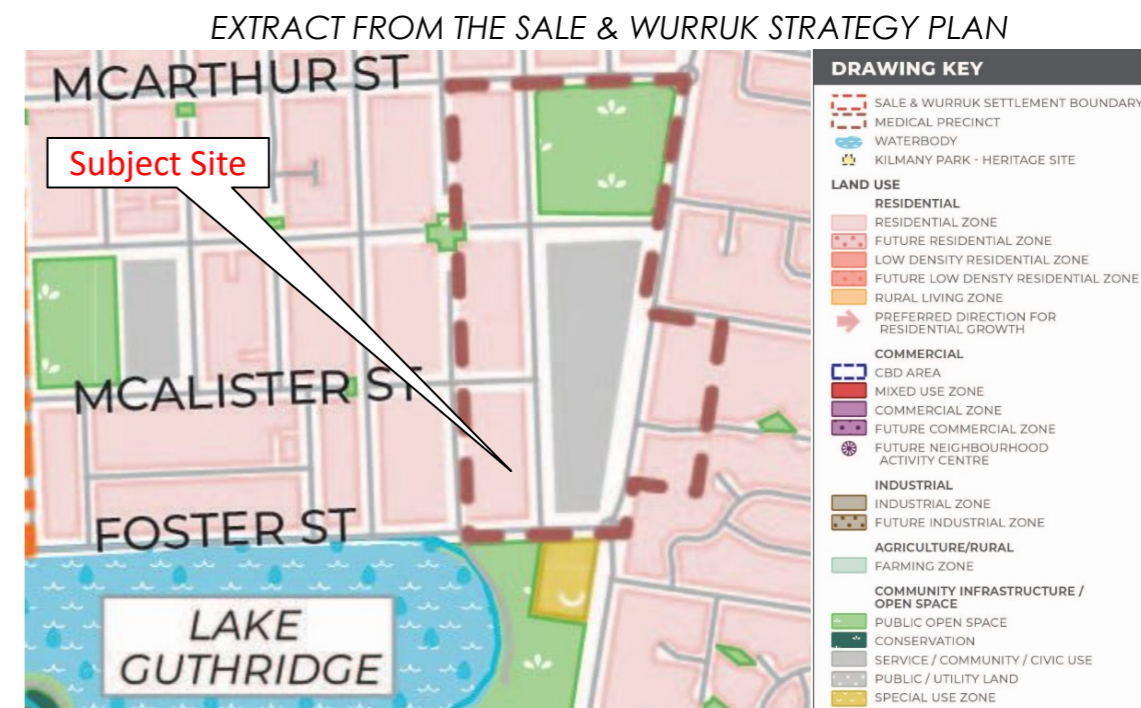 EXTRACT FROM THE SALE & WURRUK STRATEGY PLAN
MCARTHUR ST
Subject Site
MCALISTER ST
FOSTER ST
LAKE
GUTHRIDGE
DRAWING KEY
SALE & WURRUK SETTLEMENT BOUNDARY
MEDICAL PRECINCT
WATERBODY
KILMANY PARK - HERITAGE SITE
LAND USE
RESIDENTIAL
RESIDENTIAL ZONE
FUTURE RESIDENTIAL ZONE
LOW DENSITY RESIDENTIAL ZONE
FUTURE LOW DENSTY RESIDENTIAL ZONE
RURAL LIVING ZONE
PREFERRED DIRECTION FOR
RESIDENTIAL GROWTH
COMMERCIAL
CBD AREA
MIXED USE ZONE
COMMERCIAL ZONE
FUTURE COMMERCIAL ZONE
FUTURE NEIGHBOURHOOD
ACTIVITY CENTRE
INDUSTRIAL
INDUSTRIAL ZONE
FUTURE INDUSTRIAL ZONE
AGRICULTURE/RURAL
FARMING ZONE
COMMUNITY INFRASTRUCTURE /
OPEN SPACE
PUBLIC OPEN SPACE
CONSERVATION
SERVICE / COMMUNITY / CIVIC USE
PUBLIC / UTILITY LAND
SPECIAL USE ZONE